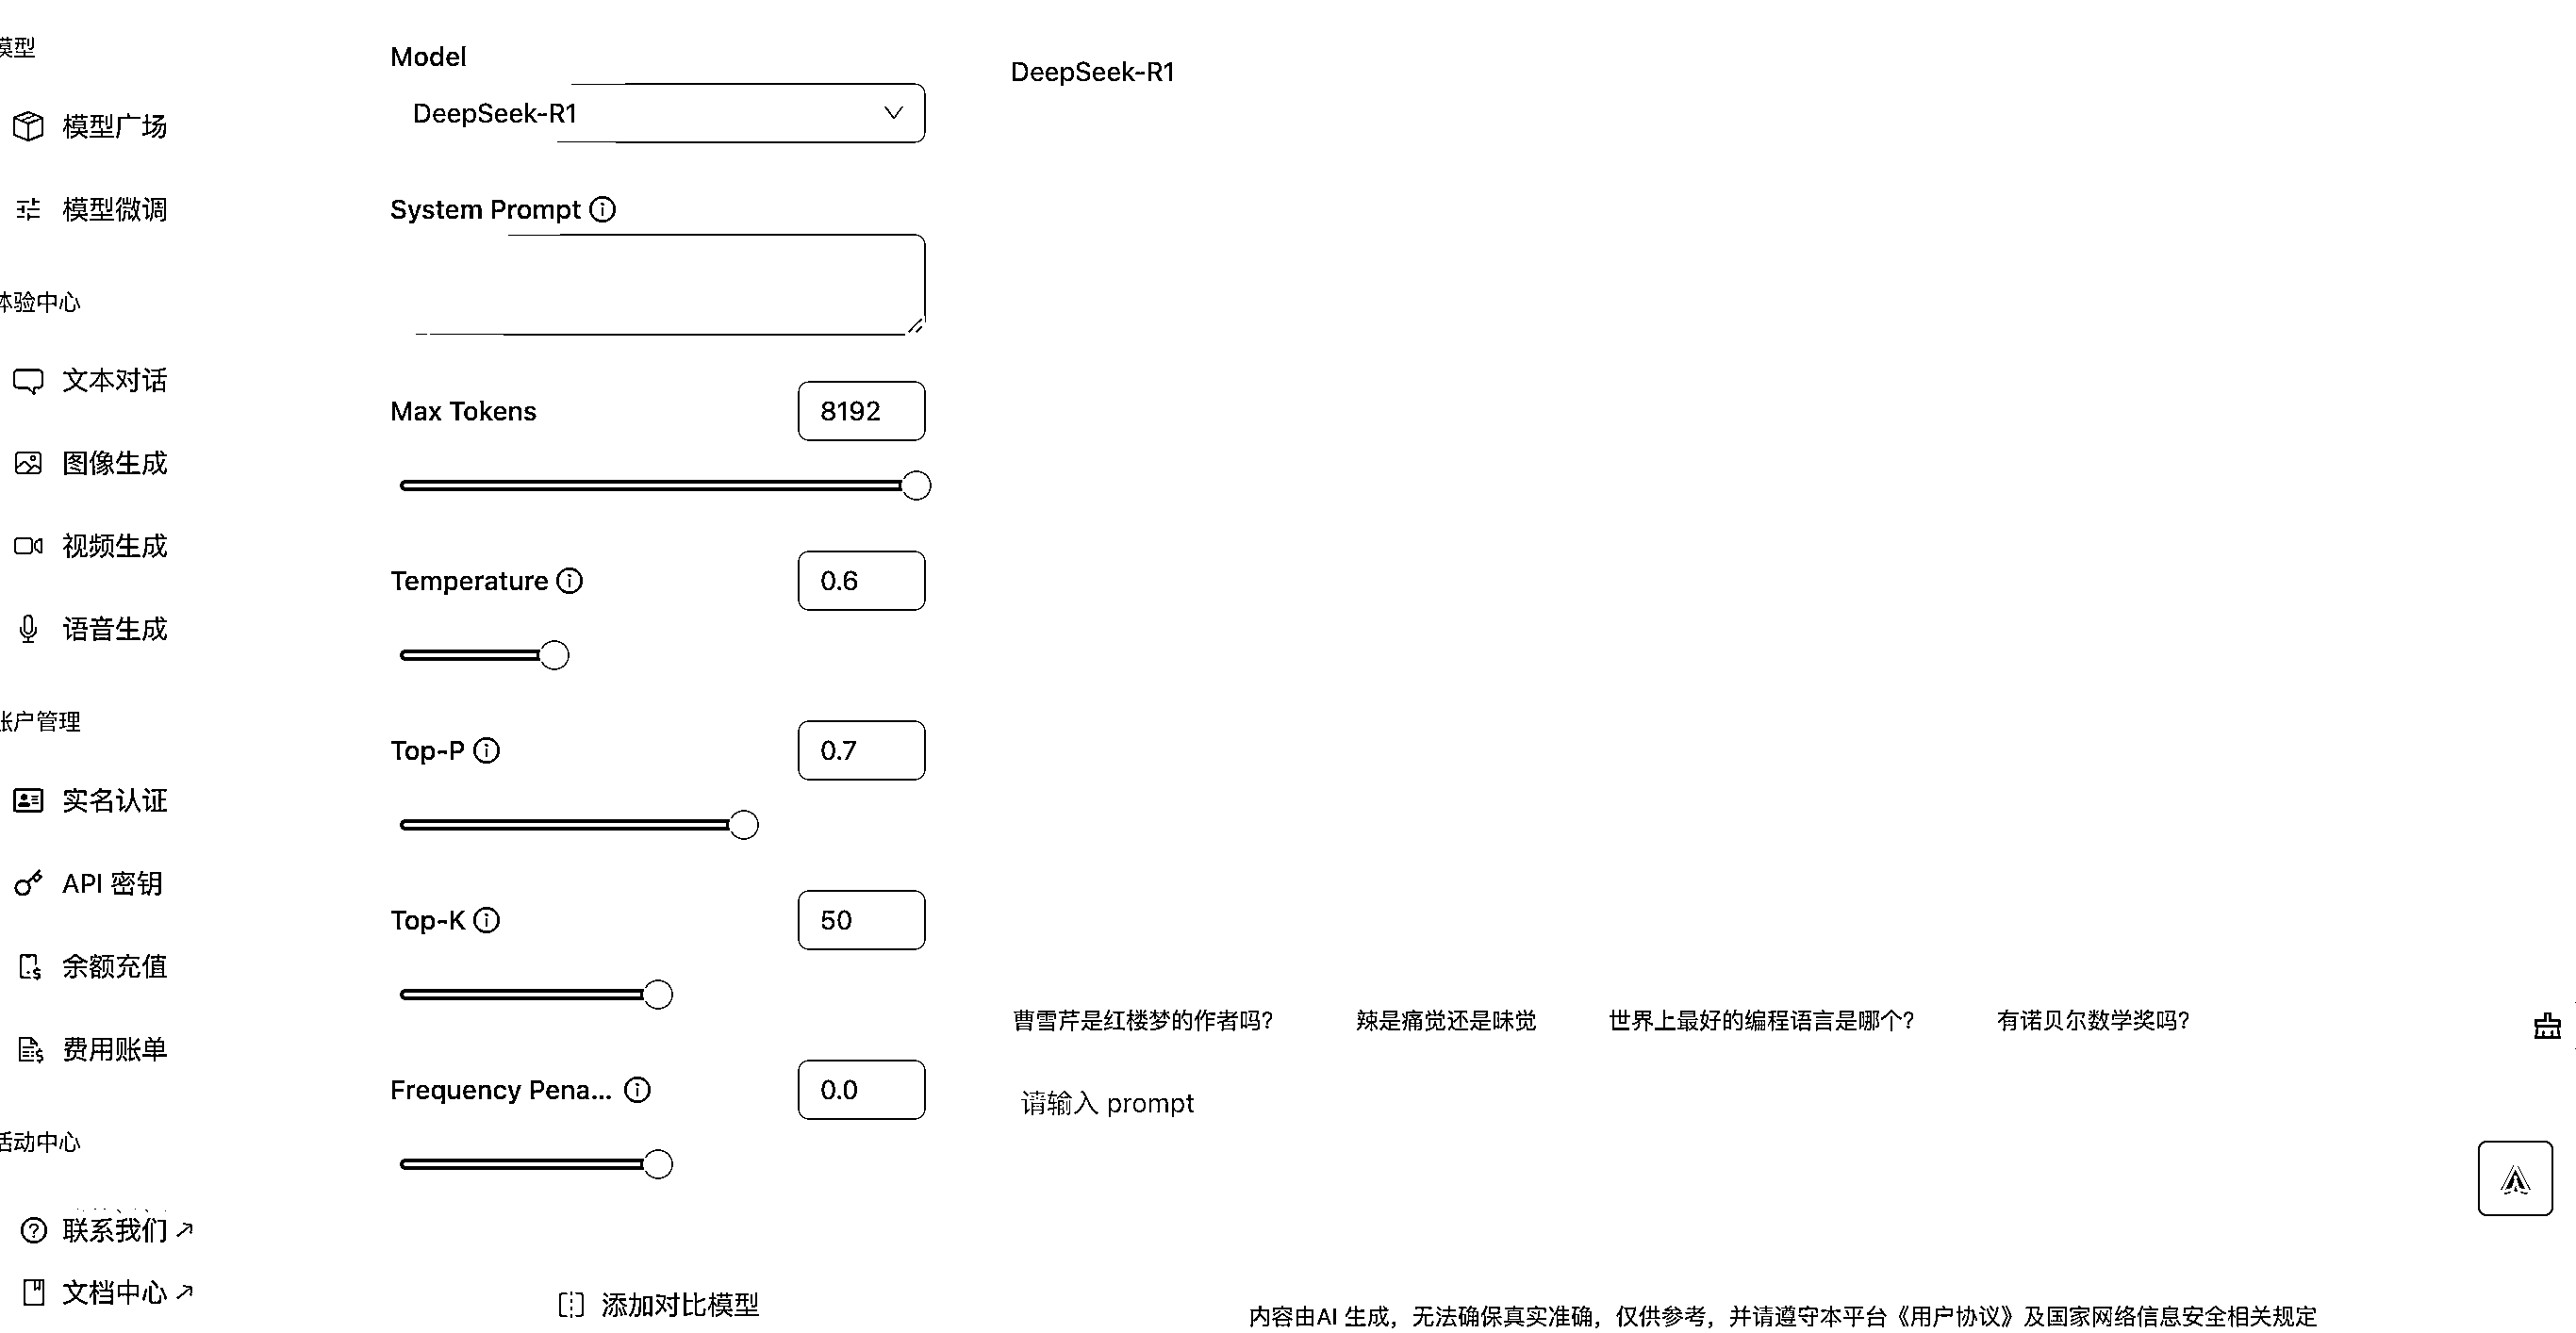 模型
模型广场
模型微调
体验中心
文本对话
图像生成
视频生成
语音生成
账户管理
实名认证
API 密钥
余额充值
费用账单
活动中心
联系我们
文档中心
Model
DeepSeek-R1
System Prompt
Max Tokens 8192
Temperature 0.6
Top-P 0.7
Top-K 50
Frequency Pena... 0.0
添加对比模型
DeepSeek-R1
曹雪芹是红楼梦的作者吗? 辣是痛觉还是味觉 世界上最好的编程语言是哪个? 有诺贝尔数学奖吗?
请输入 prompt
内容由AI 生成，无法确保真实准确，仅供参考，并请遵守本平台《用户协议》及国家网络信息安全相关规定